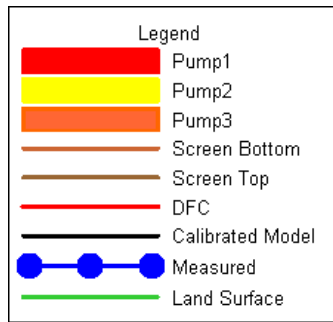 Legend
Pump1
Pump2
Pump3
Screen Bottom
Screen Top
DFC
Calibrated Model
Measured
Land Surface